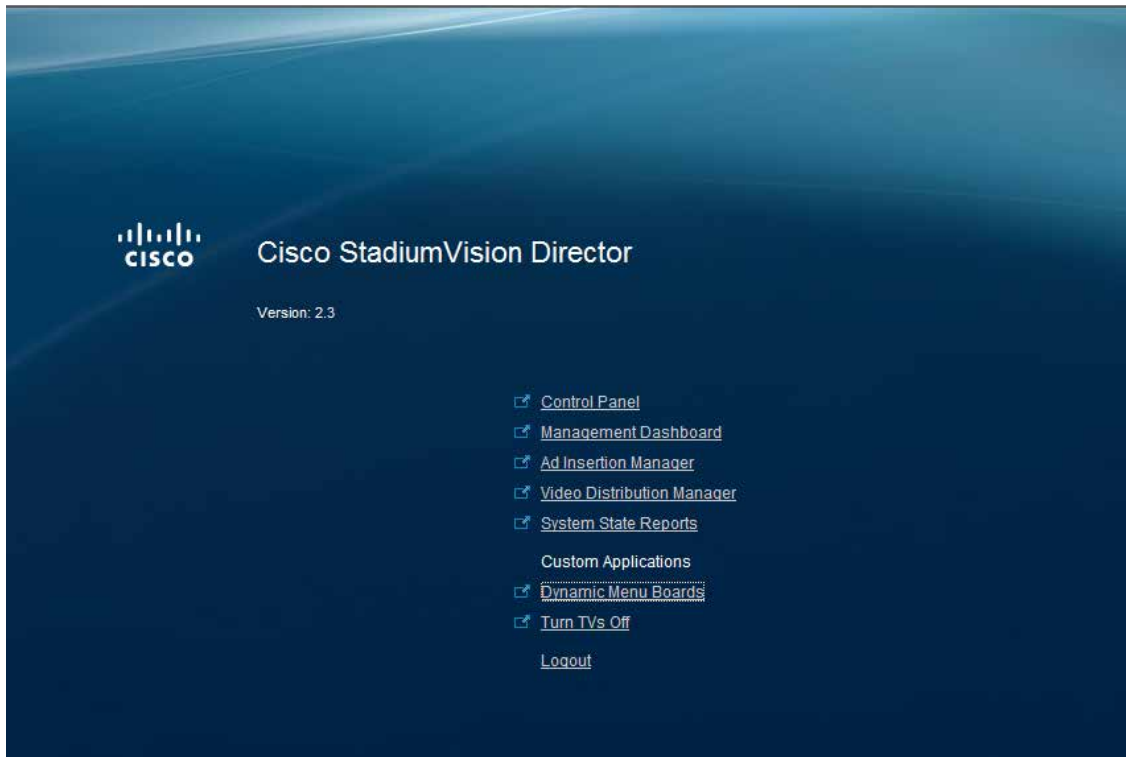 CISCO
Cisco StadiumVision Director
Version: 2.3
Control Panel
Management Dashboard
Ad Insertion Manager
Video Distribution Manager
System State Reports
Custom Applications
Dynamic Menu Boards
Turn TVs Off
Logout